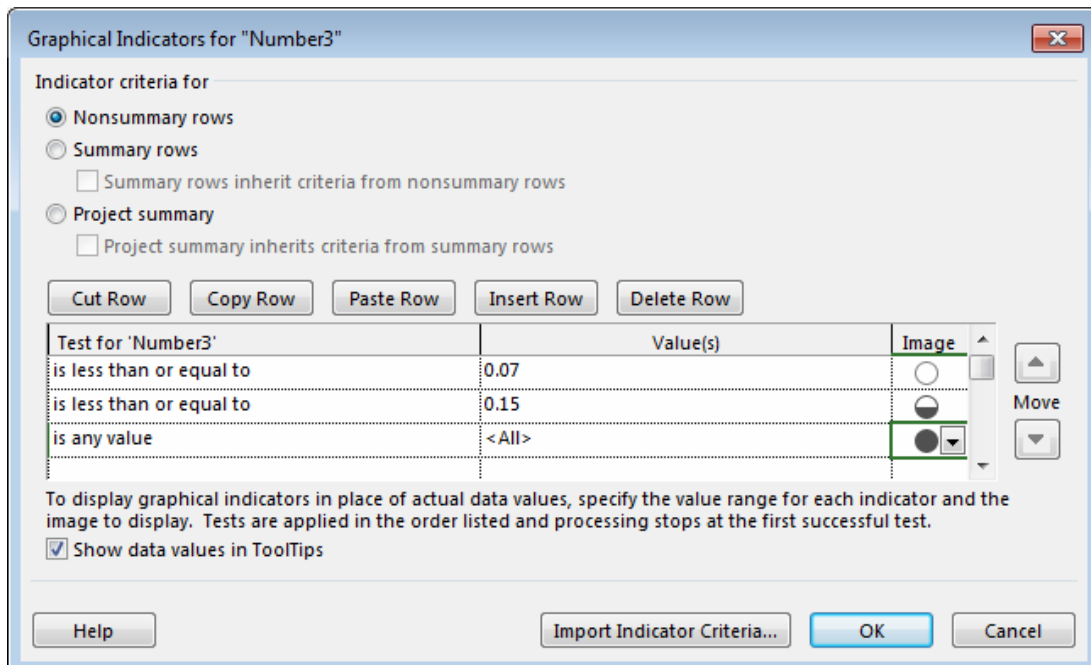 Graphical Indicators for "Number3"
Indicator criteria for
Nonsummary rows
Summary rows
Summary rows inherit criteria from nonsummary rows
Project summary
Project summary inherits criteria from summary rows
Cut Row Copy Row Paste Row Insert Row Delete Row
Test for 'Number3' Value(s) Image
is less than or equal to 0.07
is less than or equal to 0.15
Move
is any value <All>
To display graphical indicators in place of actual data values, specify the value range for each indicator and the
image to display. Tests are applied in the order listed and processing stops at the first successful test.
Show data values in ToolTips
Help Import Indicator Criteria... OK Cancel